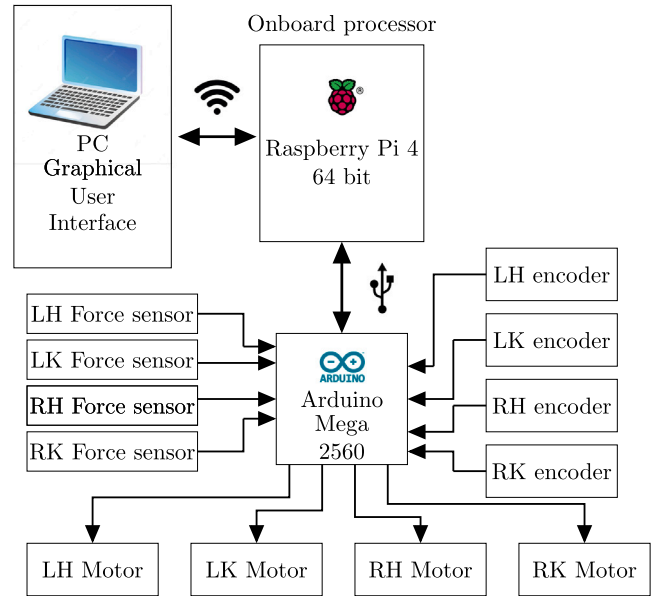 Onboard processor
PC
Graphical
User
Interface
®
Raspberry Pi 4
64 bit
LH Force sensor
LK Force sensor
RH Force sensor
RK Force sensor
ARDUINO
Arduino
Mega
2560
LH encoder
LK encoder
RH encoder
RK encoder
LH Motor
LK Motor
RH Motor
RK Motor